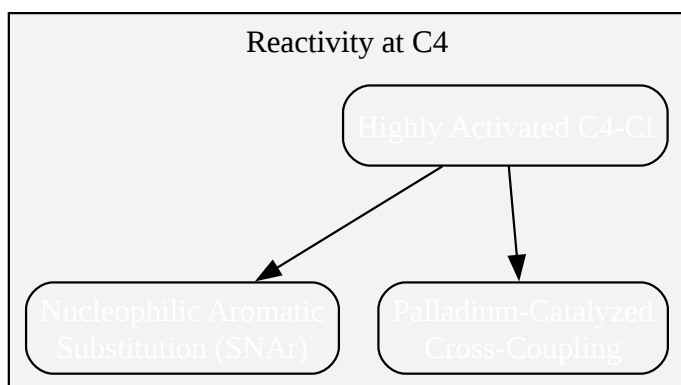 Reactivity at C4
Highly Activated C4-Cl
Nucleophilic Aromatic
Substitution (SNAr)
Palladium-Catalyzed
Cross-Coupling